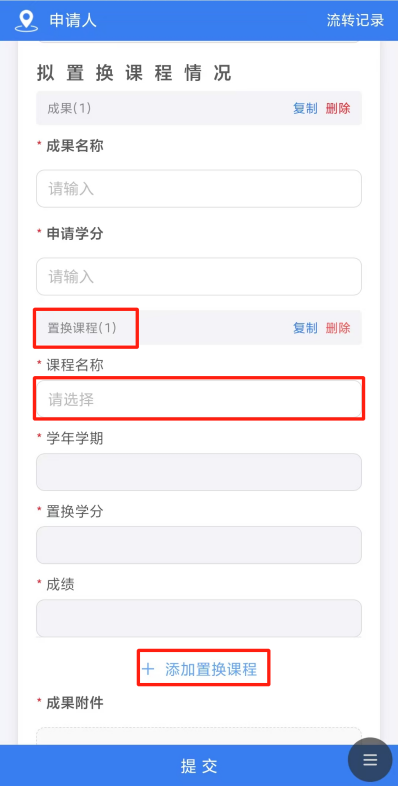 申请人 流转记录
拟置换课程情况
成果(1) 复制 删除
* 成果名称
请输入
* 申请学分
请输入
置换课程(1) 复制 删除
* 课程名称
请选择
* 学年学期
* 置换学分
* 成绩
+ 添加置换课程
* 成果附件
提交